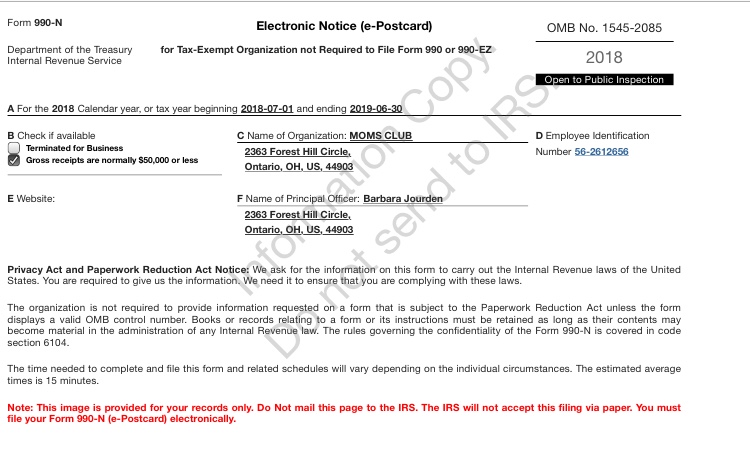 Form 990-N
Electronic Notice (e-Postcard)
OMB No. 1545-2085
Department of the Treasury
Internal Revenue Service
for Tax-Exempt Organization not Required to File Form 990 or 990-EZ
2018
Open to Public Inspection
A For the 2018 Calendar year, or tax year beginning 2018-07-01 and ending 2019-06-30
B Check if available
Terminated for Business
Gross receipts are normally $50,000 or less
C Name of Organization: MOMS CLUB
2363 Forest Hill Circle,
Ontario, OH, US, 44903
D Employee Identification
Number 56-2612656
E Website:
F Name of Principal Officer: Barbara Jourden
2363 Forest Hill Circle,
Ontario, OH, US, 44903
Privacy Act and Paperwork Reduction Act Notice: We ask for the information on this form to carry out the Internal Revenue laws of the United
States. You are required to give us the information. We need it to ensure that you are complying with these laws.
The organization is not required to provide information requested on a form that is subject to the Paperwork Reduction Act unless the form
displays a valid OMB control number. Books or records relating to a form or its instructions must be retained as long as their contents may
become material in the administration of any Internal Revenue law. The rules governing the confidentiality of the Form 990-N is covered in code
section 6104.
The time needed to complete and file this form and related schedules will vary depending on the individual circumstances. The estimated average
times is 15 minutes.
Note: This image is provided for your records only. Do Not mail this page to the IRS. The IRS will not accept this filing via paper. You must
file your Form 990-N (e-Postcard) electronically.
Information Copy.
Do not send to IRS.